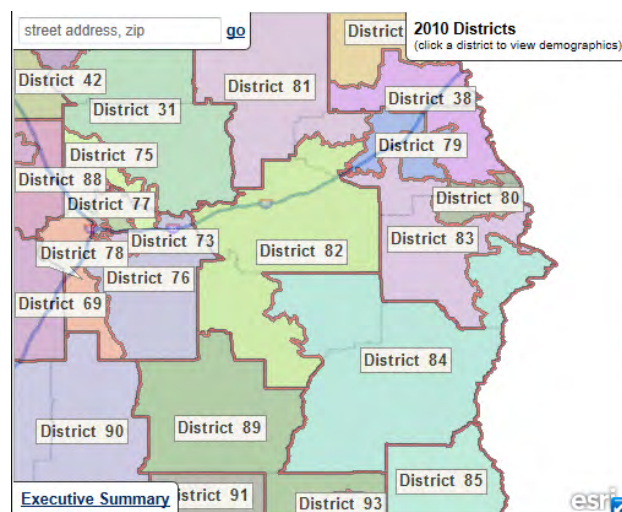 street address, zip
go
2010 Districts
(click a district to view demographics)
District
District 42
District 81
District 31
District 38
District 75
District 79
District 88
District 77
District 80
District 73
District 83
District 78
District 82
District 76
District 69
District 84
District 90
District 89
District 85
Executive Summary
istrict 91
District 93
esri